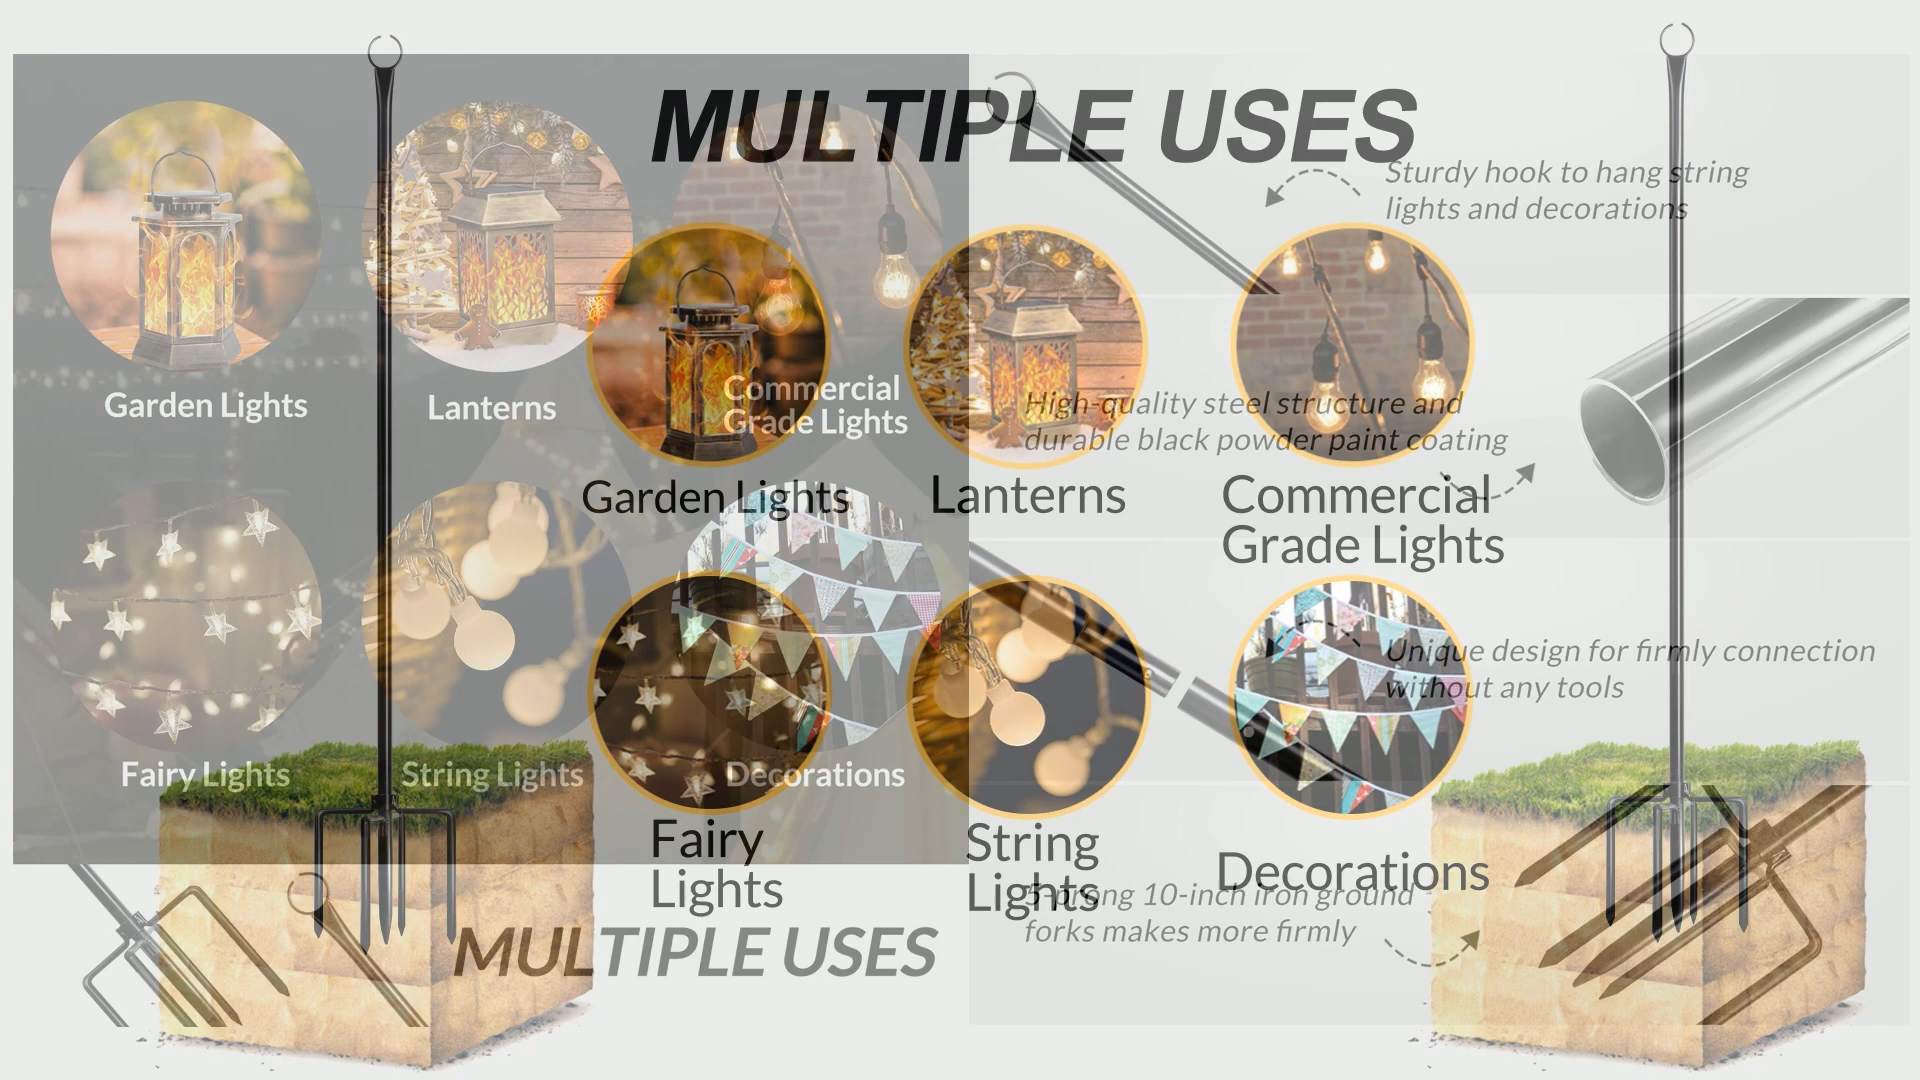 MULTIPLE USES
Sturdy hook to hang string
lights and decorations
Garden Lights
Lanterns
Commercial
Grade Lights
High-quality steel structure and
durable black powder paint coating
Garden Lights
Lanterns
Commercial
Grade Lights
Unique design for firmly connection
without any tools
Fairy Lights
String Lights
Decorations
Fairy
Lights
String
Lights
Decorations
5-prong 10-inch iron ground
forks makes more firmly
MULTIPLE USES